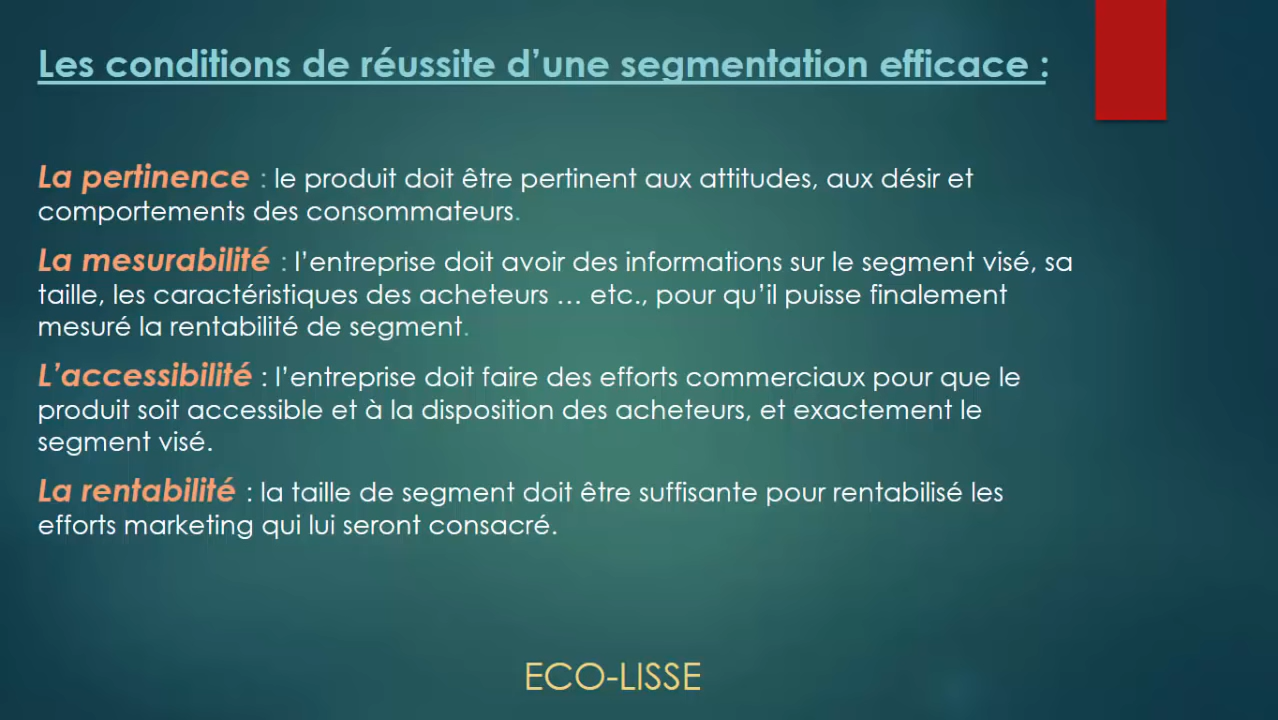 Les conditions de réussite d’une segmentation efficace :
La pertinence : le produit doit être pertinent aux attitudes, aux désir et
comportements des consommateurs.
La mesurabilité : l’entreprise doit avoir des informations sur le segment visé, sa
taille, les caractéristiques des acheteurs … etc., pour qu’il puisse finalement
mesuré la rentabilité de segment.
L’accessibilité : l’entreprise doit faire des efforts commerciaux pour que le
produit soit accessible et à la disposition des acheteurs, et exactement le
segment visé.
La rentabilité : la taille de segment doit être suffisante pour rentabilisé les
efforts marketing qui lui seront consacré.
ECO-LISSE